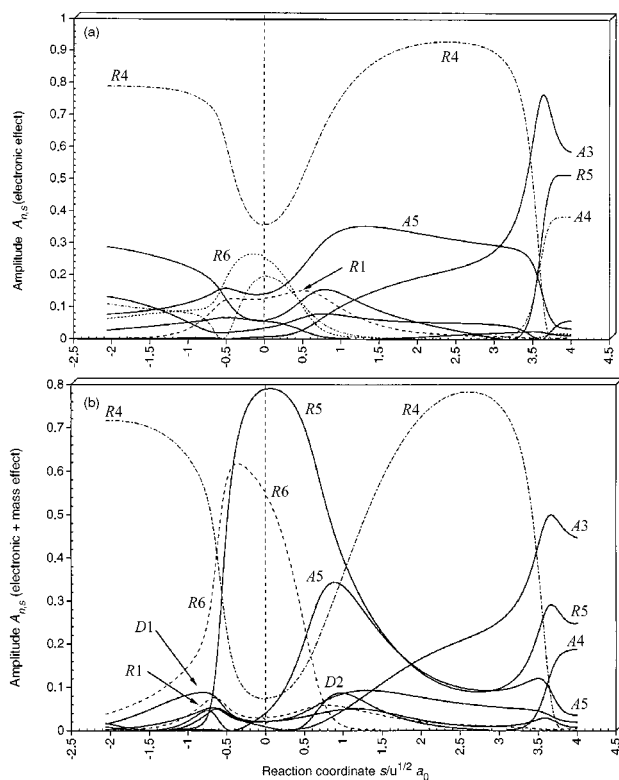 (a)
Amplitude A_{n,s} (electronic effect)
1
0.9
0.8
0.7
0.6
0.5
0.4
0.3
0.2
0.1
0
R4
R4
A3
R5
A4
A5
R6
R1
-2.5
-2
-1.5
-1
-0.5
0
0.5
1
1.5
2
2.5
3
3.5
4
4.5
(b)
Amplitude A_{n,s} (electronic + mass effect)
0.8
0.7
0.6
0.5
0.4
0.3
0.2
0.1
0
R4
R5
R4
R6
A3
A5
R6
R5
D1
A4
R1
D2
A5
-2.5
-2
-1.5
-1
-0.5
0
0.5
1
1.5
2
2.5
3
3.5
4
4.5
Reaction coordinate s/u^{1/2} a_0